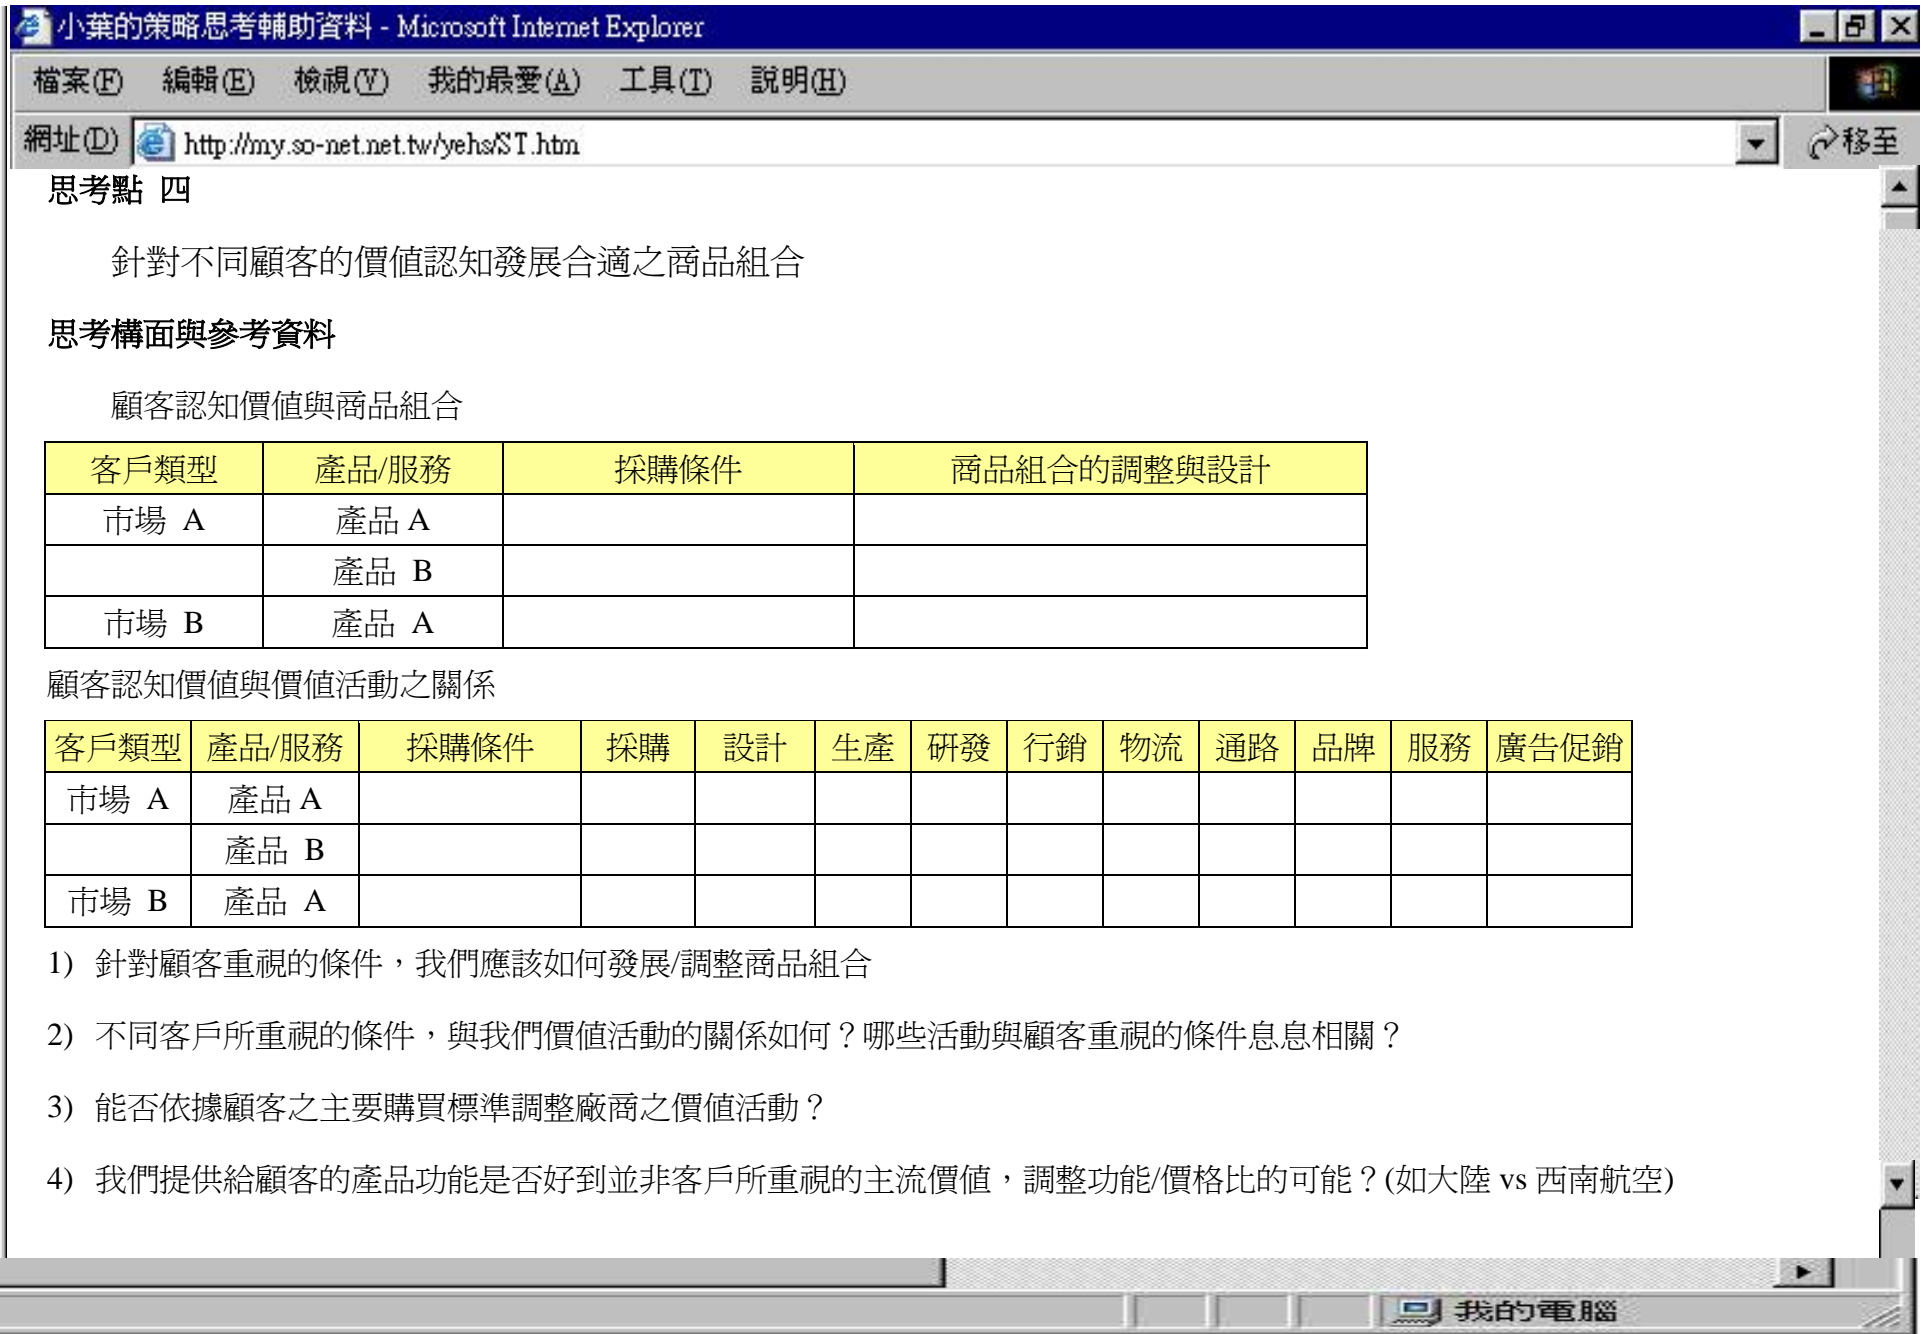 小葉的策略思考輔助資料 - Microsoft Internet Explorer
檔案(F) 編輯(E) 檢視(V) 我的最愛(A) 工具(T) 說明(H)
網址(D) http://my.so-net.net.tw/yehs/ST.htm 移至
思考點 四
針對不同顧客的價值認知發展合適之商品組合
思考構面與參考資料
顧客認知價值與商品組合
客戶類型 產品/服務 採購條件 商品組合的調整與設計
市場 A 產品 A
產品 B
市場 B 產品 A
顧客認知價值與價值活動之關係
客戶類型 產品/服務 採購條件 採購 設計 生產 研發 行銷 物流 通路 品牌 服務 廣告促銷
市場 A 產品 A
產品 B
市場 B 產品 A
1) 針對顧客重視的條件，我們應該如何發展/調整商品組合
2) 不同客戶所重視的條件，與我們價值活動的關係如何？哪些活動與顧客重視的條件息息相關？
3) 能否依據顧客之主要購買標準調整廠商之價值活動？
4) 我們提供給顧客的產品功能是否好到並非客戶所重視的主流價值，調整功能/價格比的可能？(如大陸 vs 西南航空)
我的電腦